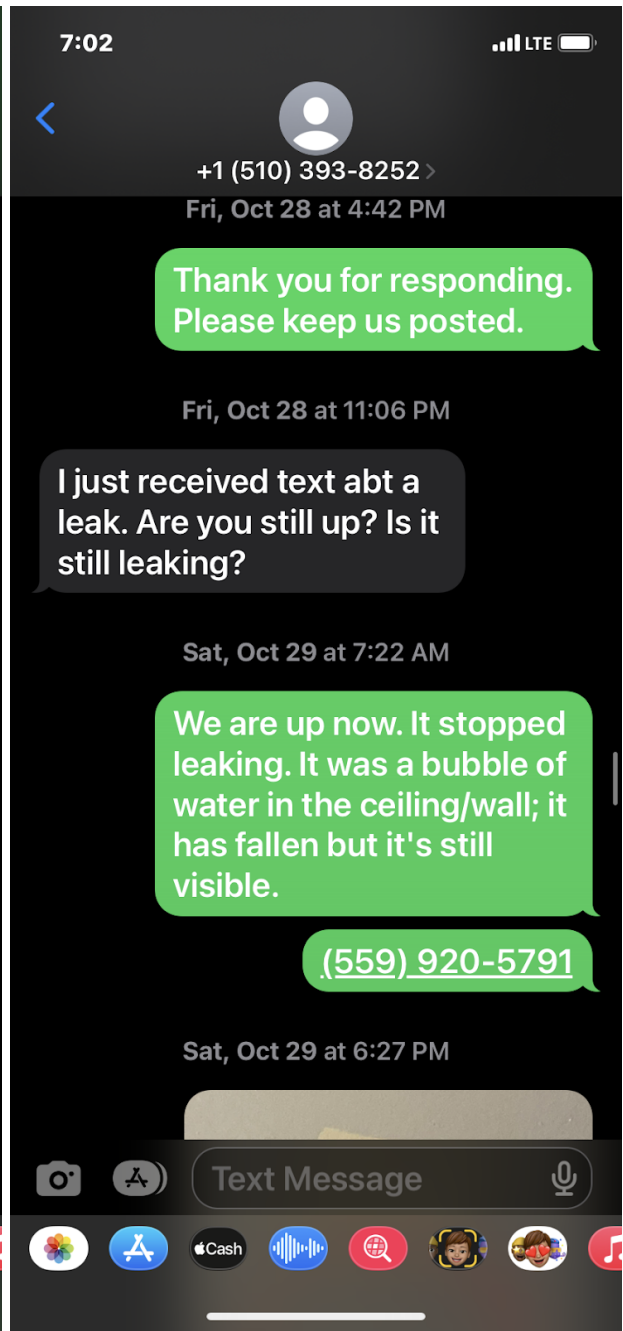 7:02
LTE
+1 (510) 393-8252
Fri, Oct 28 at 4:42 PM
Thank you for responding.
Please keep us posted.
Fri, Oct 28 at 11:06 PM
I just received text abt a
leak. Are you still up? Is it
still leaking?
Sat, Oct 29 at 7:22 AM
We are up now. It stopped
leaking. It was a bubble of
water in the ceiling/wall; it
has fallen but it's still
visible.
(559) 920-5791
Sat, Oct 29 at 6:27 PM
Text Message
Cash